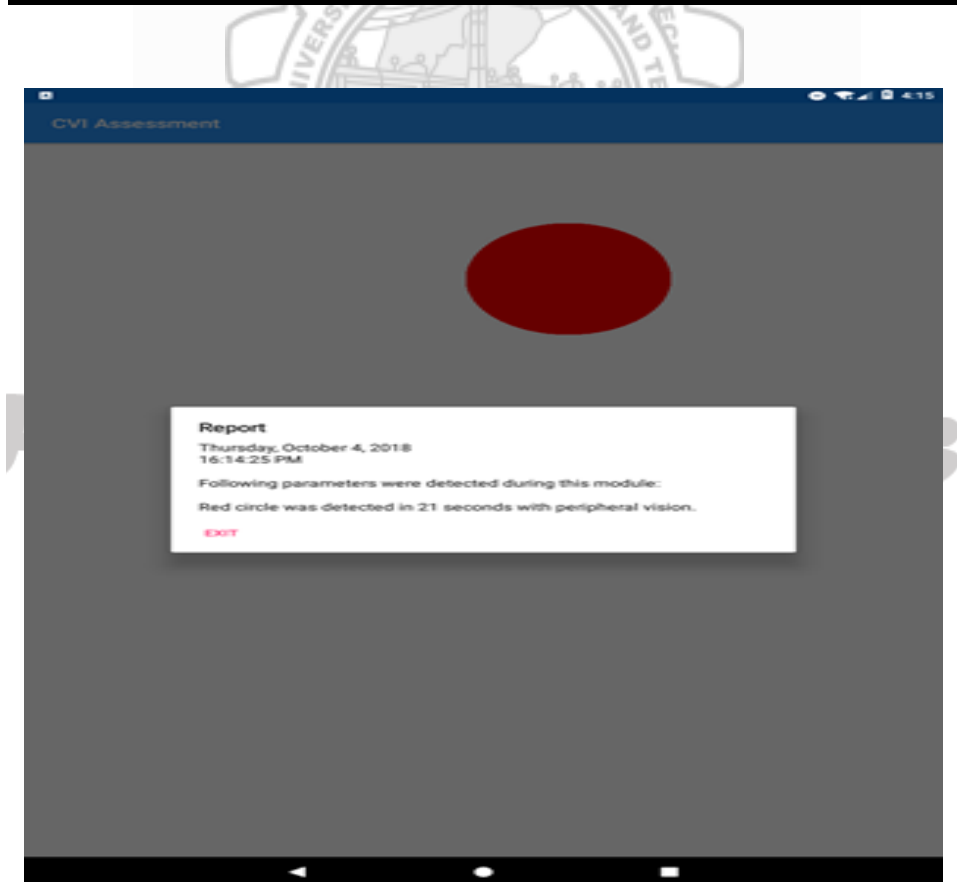 4:15
CVI Assessment
Report
Thursday, October 4, 2018
16:14:25 PM
Following parameters were detected during this module:
Red circle was detected in 21 seconds with peripheral vision.
EXIT